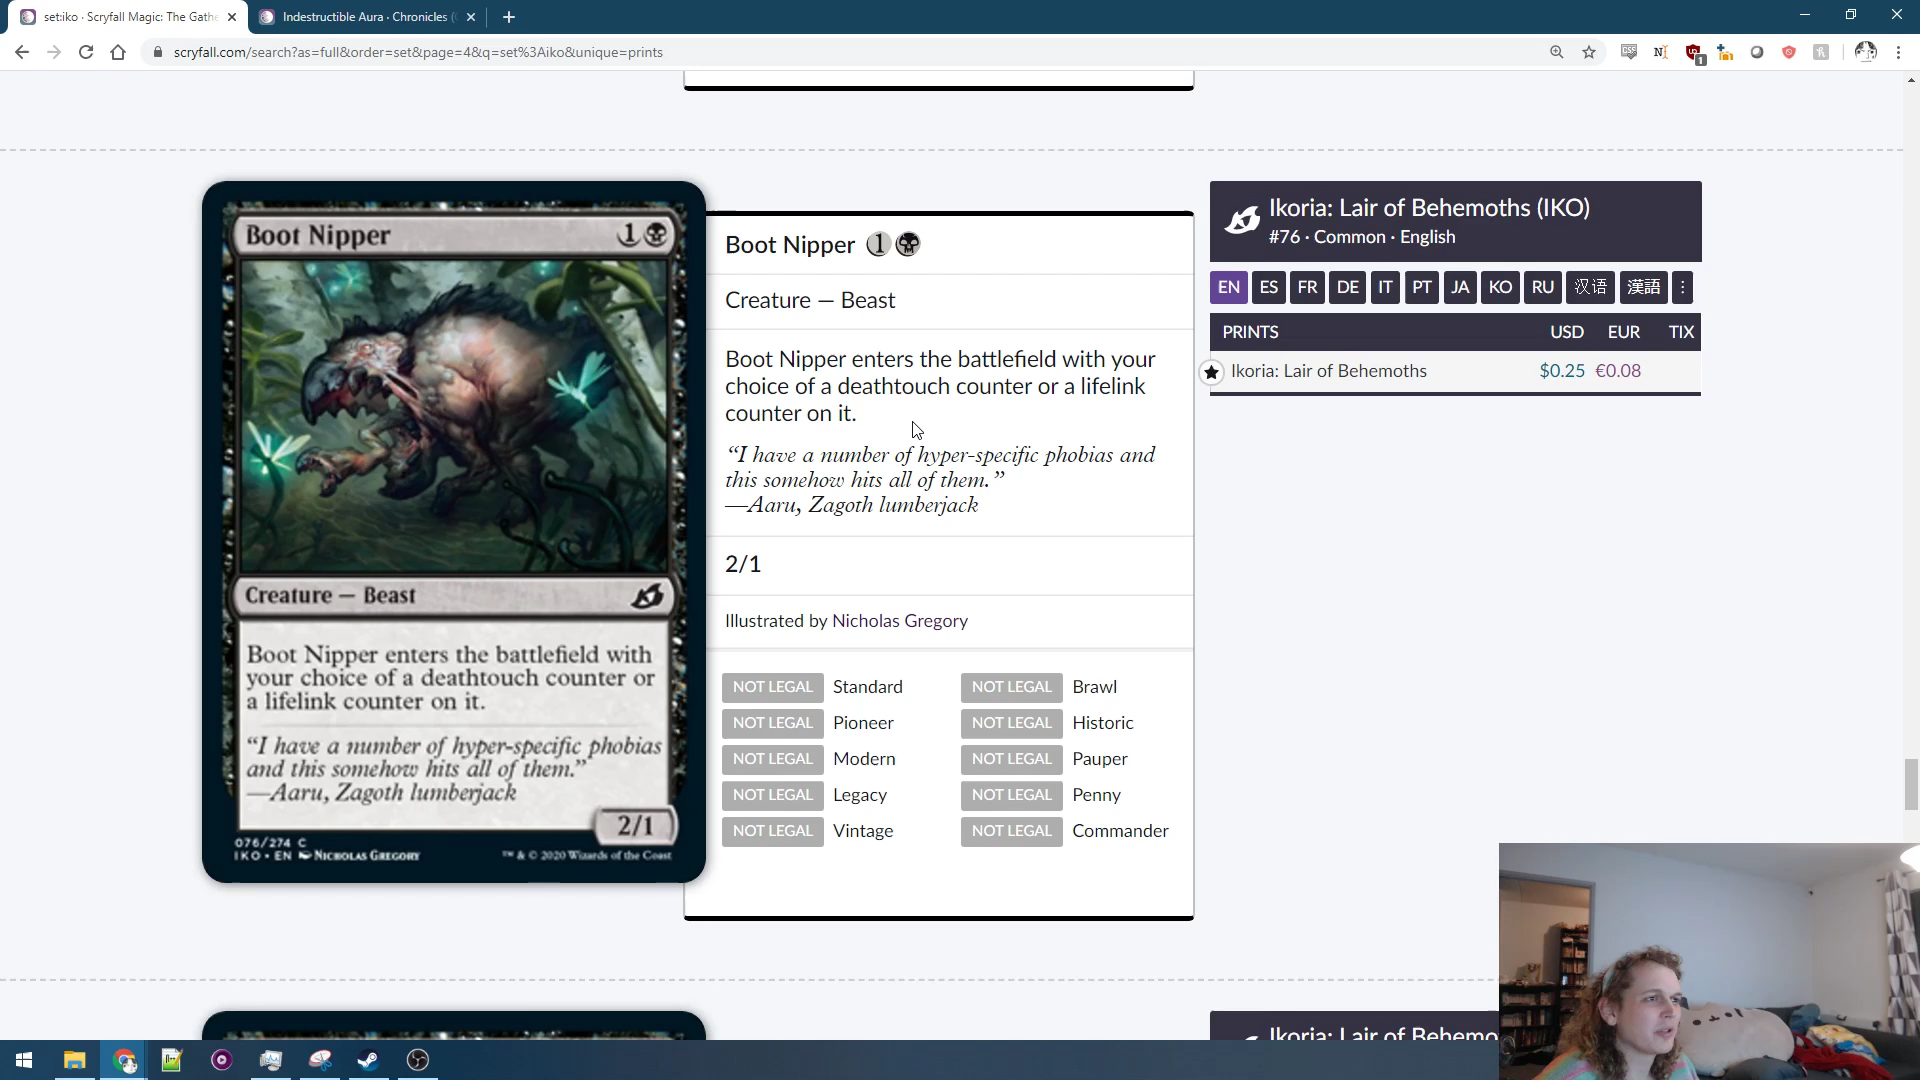 set:iko · Scryfall Magic: The Gathe
Indestructible Aura · Chronicles (
scryfall.com/search?as=full&order=set&page=4&q=set%3Aiko&unique=prints
Boot Nipper 1
Creature — Beast
Boot Nipper enters the battlefield with
your choice of a deathtouch counter or
a lifelink counter on it.
“I have a number of hyper-specific phobias
and this somehow hits all of them.”
—Aaru, Zagoth lumberjack
2/1
076/274 C
IKO • EN Nicholas Gregory
™ & © 2020 Wizards of the Coast
Boot Nipper 1
Creature — Beast
Boot Nipper enters the battlefield with your
choice of a deathtouch counter or a lifelink
counter on it.
“I have a number of hyper-specific phobias and
this somehow hits all of them.”
—Aaru, Zagoth lumberjack
2/1
Illustrated by Nicholas Gregory
NOT LEGAL Standard NOT LEGAL Brawl
NOT LEGAL Pioneer NOT LEGAL Historic
NOT LEGAL Modern NOT LEGAL Pauper
NOT LEGAL Legacy NOT LEGAL Penny
NOT LEGAL Vintage NOT LEGAL Commander
Ikoria: Lair of Behemoths (IKO)
#76 · Common · English
EN ES FR DE IT PT JA KO RU 汉语 漢語
PRINTS USD EUR TIX
Ikoria: Lair of Behemoths $0.25 €0.08
Ikoria: Lair of Behemo